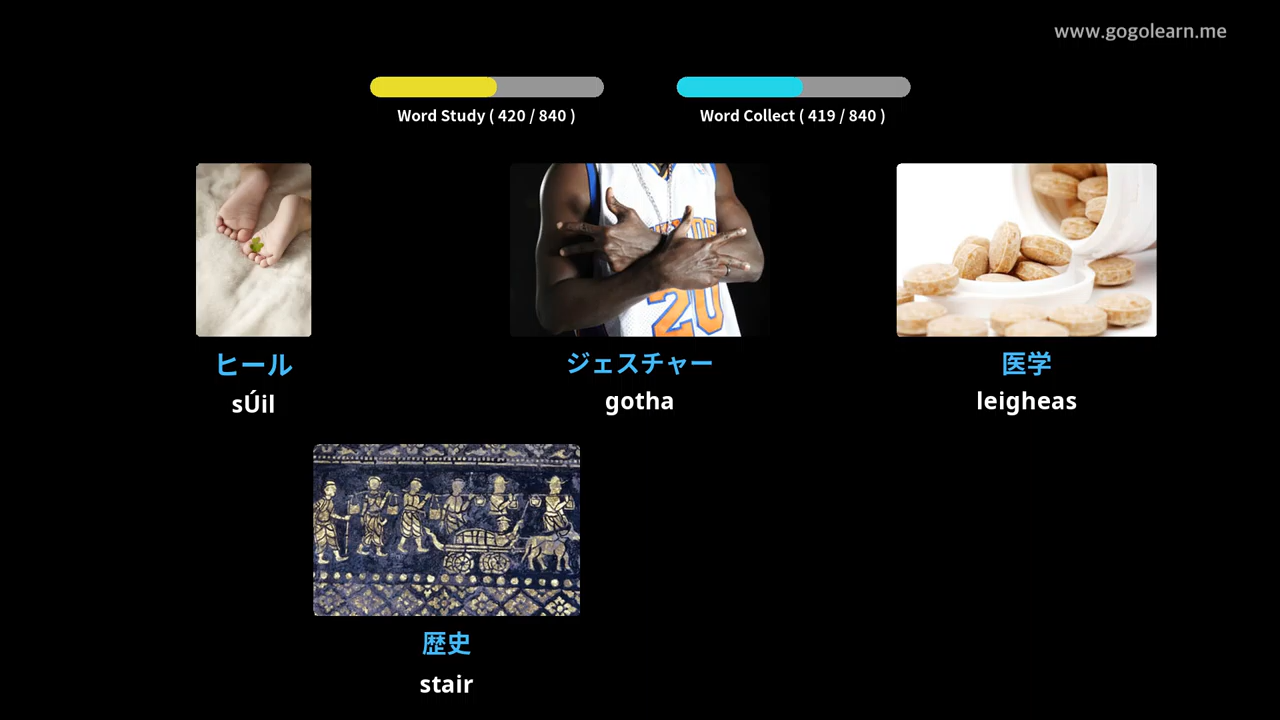 www.gogolearn.me
Word Study ( 420 / 840 )
Word Collect ( 419 / 840 )
ヒール
sÚil
ジェスチャー
gotha
医学
leigheas
20
歴史
stair